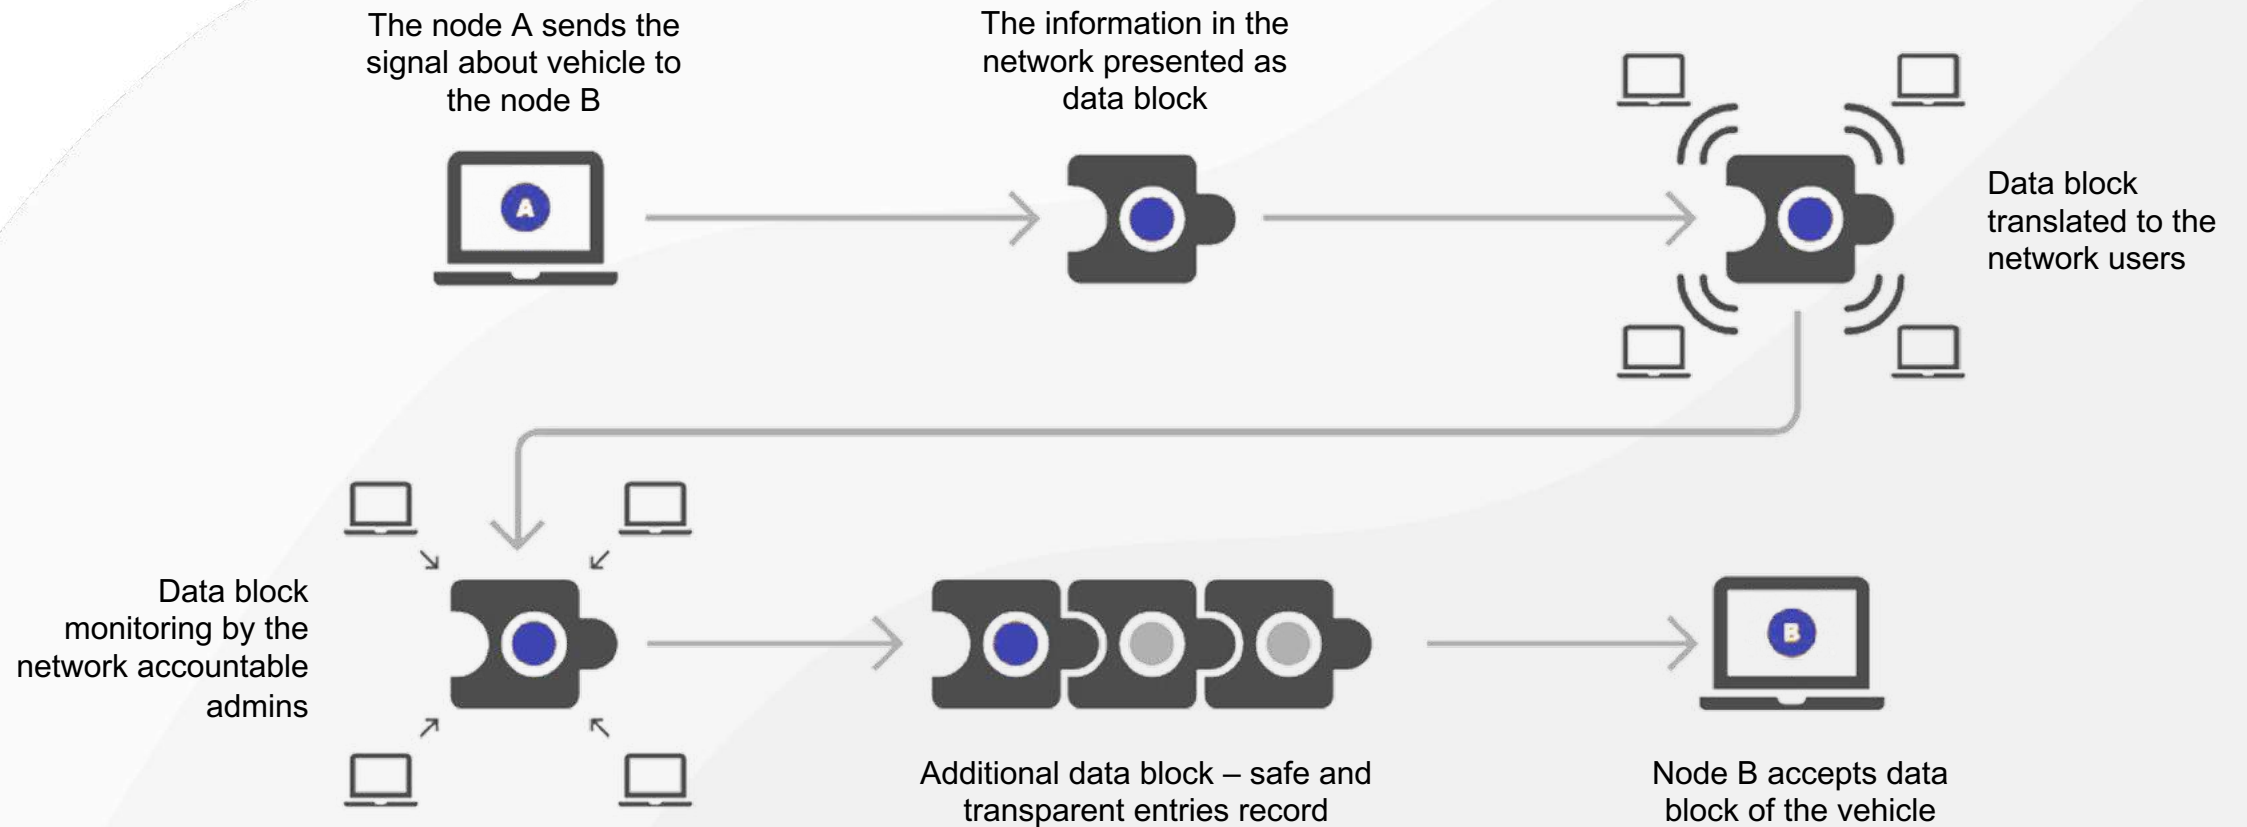 The node A sends the
signal about vehicle to
the node B
The information in the
network presented as
data block
A
Data block
translated to the
network users
Data block
monitoring by the
network accountable
admins
B
Additional data block – safe and
transparent entries record
Node B accepts data
block of the vehicle